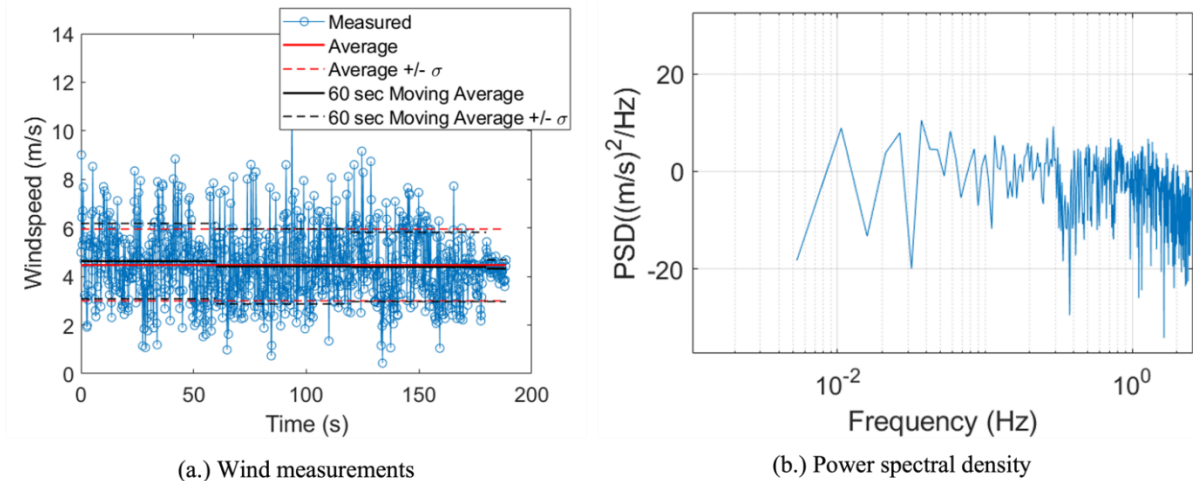 Measured
Average
Average +/- σ
60 sec Moving Average
60 sec Moving Average +/- σ
14
12
10
8
6
4
2
0
Windspeed (m/s)
0 50 100 150 200
Time (s)
(a.) Wind measurements
20
0
-20
PSD((m/s)²/Hz)
10⁻² 10⁰
Frequency (Hz)
(b.) Power spectral density